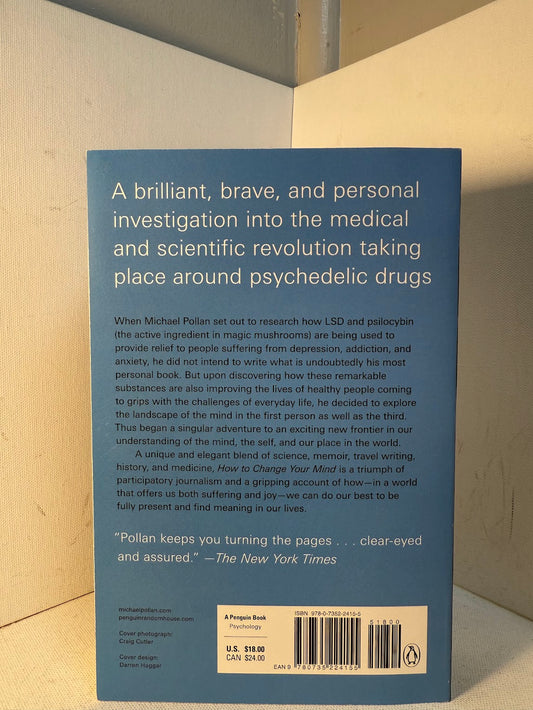 A brilliant, brave, and personal
investigation into the medical
and scientific revolution taking
place around psychedelic drugs
When Michael Pollan set out to research how LSD and psilocybin
(the active ingredient in magic mushrooms) are being used to
provide relief to people suffering from depression, addiction, and
anxiety, he did not intend to write what is undoubtedly his most
personal book. But upon discovering how these remarkable
substances are also improving the lives of healthy people coming
to grips with the challenges of everyday life, he decided to explore
the landscape of the mind in the first person as well as the third.
Thus began a singular adventure to an exciting new frontier in our
understanding of the mind, the self, and our place in the world.
A unique and elegant blend of science, memoir, travel writing,
history, and medicine, How to Change Your Mind is a triumph of
participatory journalism and a gripping account of how—in a world
that offers us both suffering and joy—we can do our best to be
fully present and find meaning in our lives.
“Pollan keeps you turning the pages . . . clear-eyed
and assured.” —The New York Times
michaelpollan.com
penguinrandomhouse.com
Cover photograph:
Craig Cutler
Cover design:
Darren Haggar
A Penguin Book
Psychology
U.S. $18.00
CAN $24.00
ISBN 978-0-7352-2415-5
51800
EAN 9 780735 224155